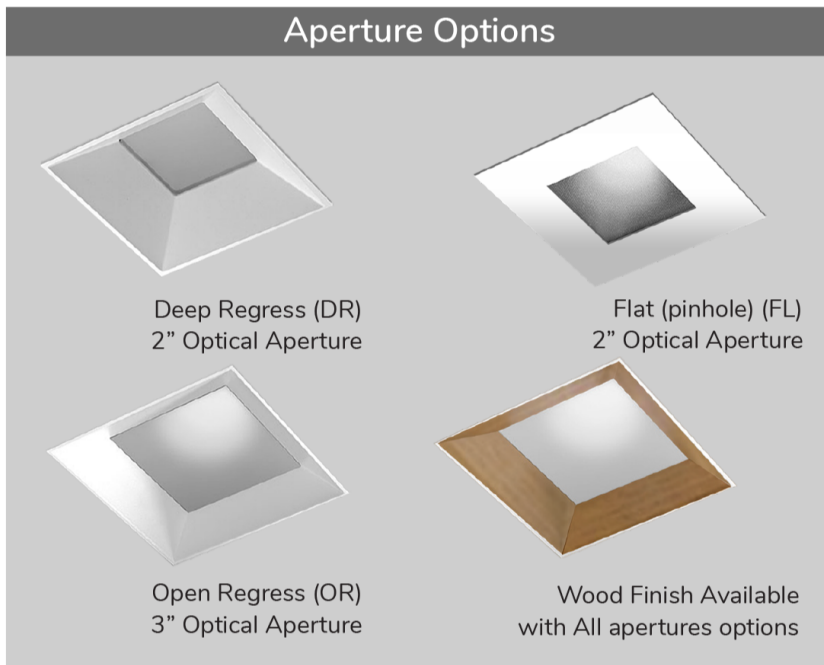 Aperture Options
Deep Regress (DR)
2” Optical Aperture
Flat (pinhole) (FL)
2” Optical Aperture
Open Regress (OR)
3” Optical Aperture
Wood Finish Available
with All apertures options